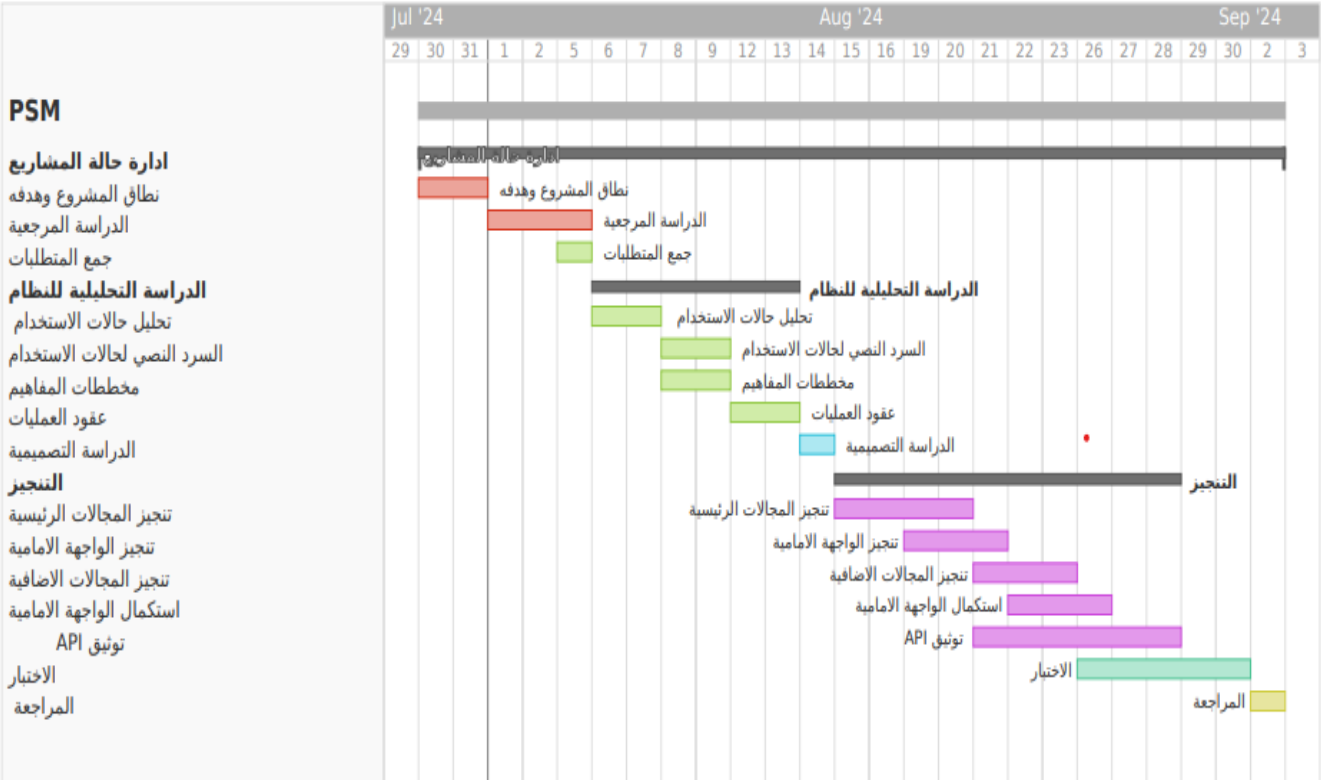 Jul '24 Aug '24 Sep '24
29 30 31 1 2 5 6 7 8 9 12 13 14 15 16 19 20 21 22 23 26 27 28 29 30 2 3
PSM
ادارة حالة المشاريع ادارة حالة المشاريع
نطاق المشروع وهدفه نطاق المشروع وهدفه
الدراسة المرجعية الدراسة المرجعية
جمع المتطلبات جمع المتطلبات
الدراسة التحليلية للنظام الدراسة التحليلية للنظام
تحليل حالات الاستخدام تحليل حالات الاستخدام
السرد النصي لحالات الاستخدام السرد النصي لحالات الاستخدام
مخططات المفاهيم مخططات المفاهيم
عقود العمليات عقود العمليات
الدراسة التصميمية الدراسة التصميمية
التنجيز التنجيز
تنجيز المجالات الرئيسية تنجيز المجالات الرئيسية
تنجيز الواجهة الامامية تنجيز الواجهة الامامية
تنجيز المجالات الاضافية تنجيز المجالات الاضافية
استكمال الواجهة الامامية استكمال الواجهة الامامية
توثيق API توثيق API
الاختبار الاختبار
المراجعة المراجعة